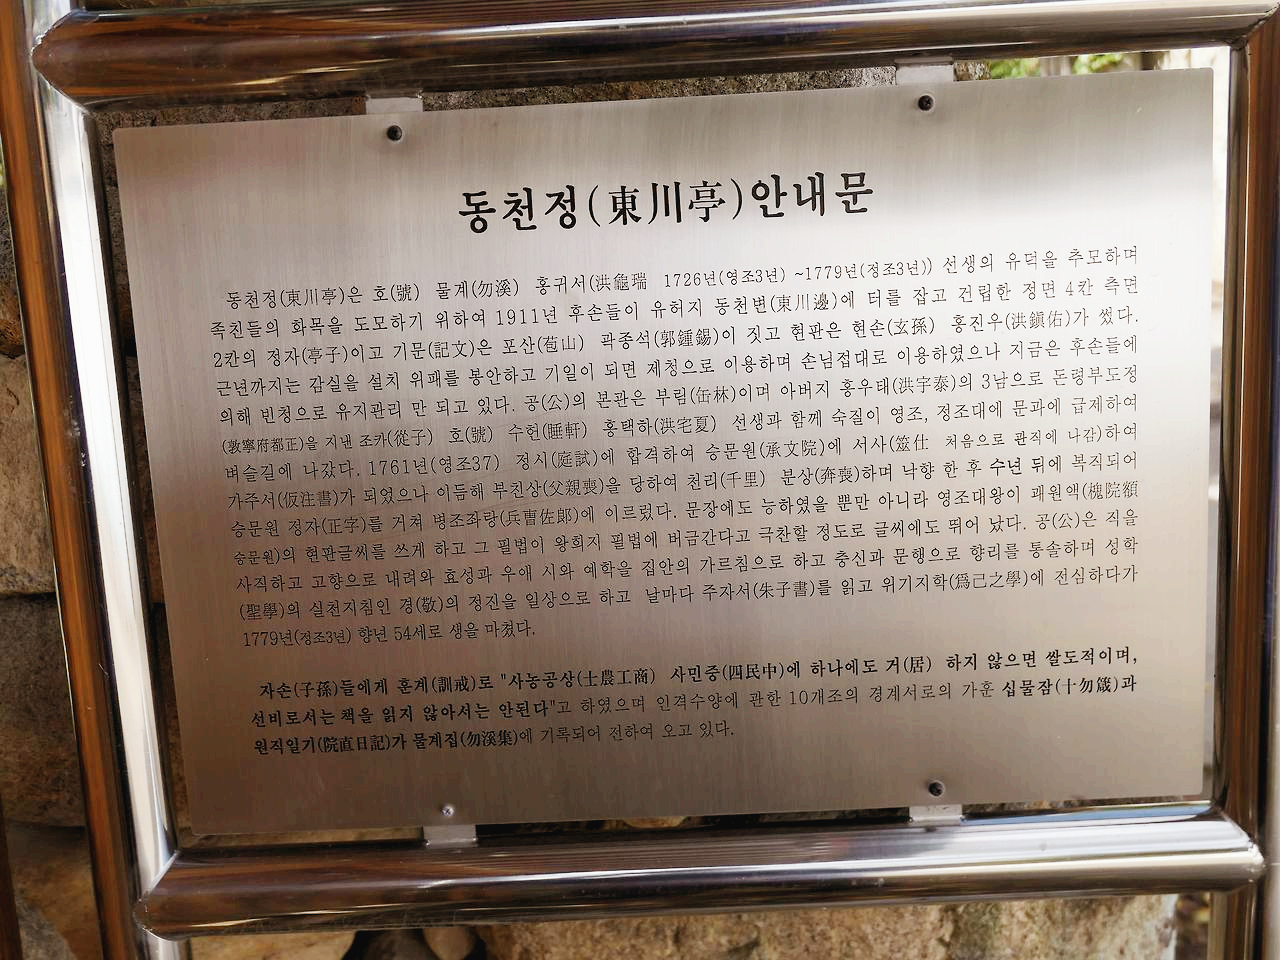 동천정(東川亭)안내문
동천정(東川亭)은 호(號) 물계(勿溪) 홍귀서(洪龜瑞 1726년(영조3년) ~1779년(정조3년)) 선생의 유덕을 추모하며
족친들의 화목을 도모하기 위하여 1911년 후손들이 유허지 동천변(東川邊)에 터를 잡고 건립한 정면 4칸 측면
2칸의 정자(亭子)이고 기문(記文)은 포산(苞山) 곽종석(郭鍾錫)이 짓고 현판은 현손(玄孫) 홍진우(洪鎭佑)가 썼다.
근년까지는 감실을 설치 위패를 봉안하고 기일이 되면 제청으로 이용하며 손님접대로 이용하였으나 지금은 후손들에
의해 빈청으로 유지관리 만 되고 있다. 공(公)의 본관은 부림(缶林)이며 아버지 홍우태(洪宇泰)의 3남으로 돈령부도정
(敦寧府都正)을 지낸 조카(從子) 호(號) 수헌(睡軒) 홍택하(洪宅夏) 선생과 함께 숙질이 영조, 정조대에 문과에 급제하여
벼슬길에 나갔다. 1761년(영조37) 정시(庭試)에 합격하여 승문원(承文院)에 서사(筮仕 처음으로 관직에 나감)하여
가주서(仮注書)가 되었으나 이듬해 부친상(父親喪)을 당하여 천리(千里) 분상(奔喪)하며 낙향 한 후 수년 뒤에 복직되어
승문원 정자(正字)를 거쳐 병조좌랑(兵曹佐郎)에 이르렀다. 문장에도 능하였을 뿐만 아니라 영조대왕이 괘원액(槐院額
승문원)의 현판글씨를 쓰게 하고 그 필법이 왕희지 필법에 버금간다고 극찬할 정도로 글씨에도 뛰어 났다. 공(公)은 직을
사직하고 고향으로 내려와 효성과 우애 시와 예학을 집안의 가르침으로 하고 충신과 문행으로 향리를 통솔하며 성학
(聖學)의 실천지침인 경(敬)의 정진을 일상으로 하고 날마다 주자서(朱子書)를 읽고 위기지학(爲己之學)에 전심하다가
1779년(정조3년) 향년 54세로 생을 마쳤다.
자손(子孫)들에게 훈계(訓戒)로 "사농공상(士農工商) 사민중(四民中)에 하나에도 거(居) 하지 않으면 쌀도적이며,
선비로서는 책을 읽지 않아서는 안된다"고 하였으며 인격수양에 관한 10개조의 경계서로의 가훈 십물잠(十勿箴)과
원직일기(院直日記)가 물계집(勿溪集)에 기록되어 전하여 오고 있다.